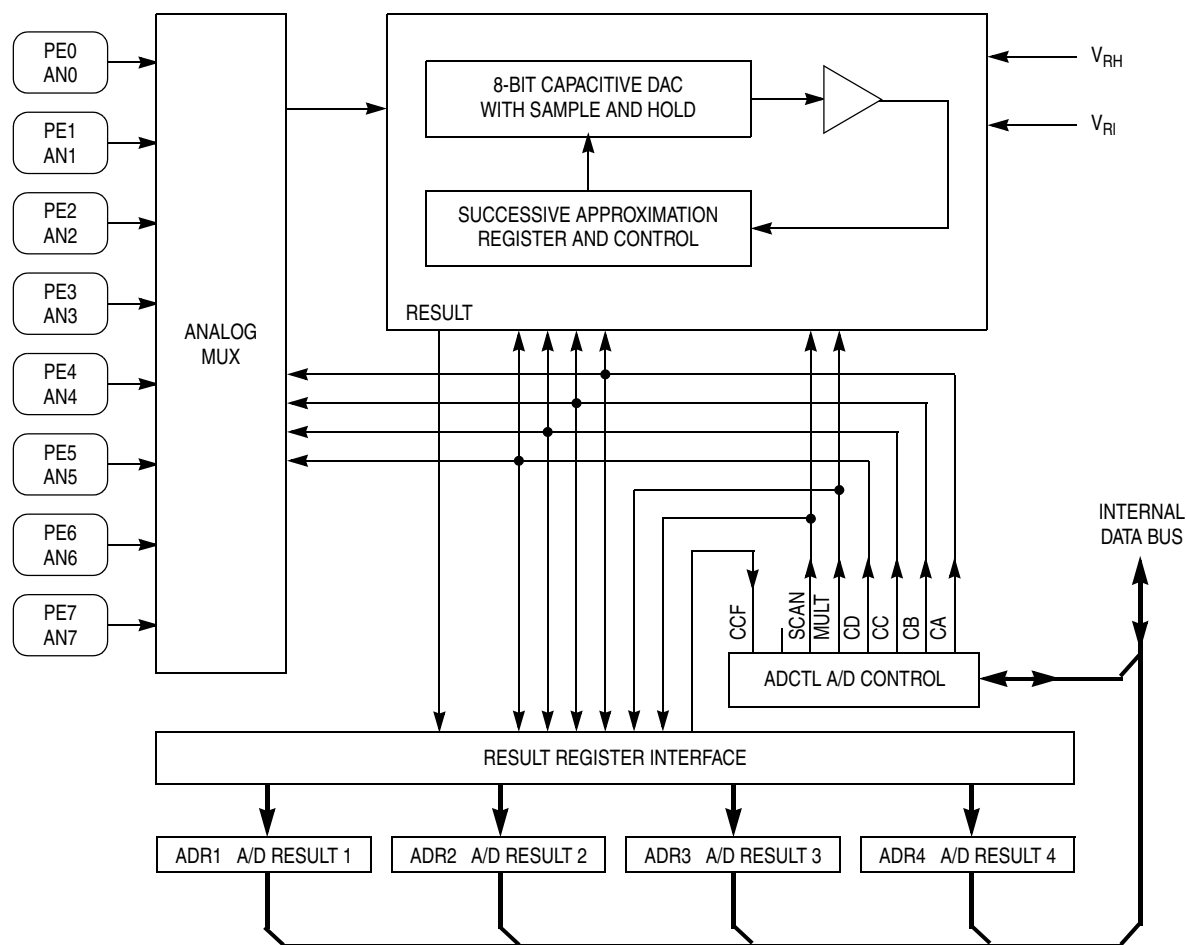 PE0
AN0
PE1
AN1
PE2
AN2
PE3
AN3
PE4
AN4
PE5
AN5
PE6
AN6
PE7
AN7
ANALOG
MUX
8-BIT CAPACITIVE DAC
WITH SAMPLE AND HOLD
SUCCESSIVE APPROXIMATION
REGISTER AND CONTROL
RESULT
VRH
VRl
INTERNAL
DATA BUS
CCF
SCAN
MULT
CD
CC
CB
CA
ADCTL A/D CONTROL
RESULT REGISTER INTERFACE
ADR1 A/D RESULT 1
ADR2 A/D RESULT 2
ADR3 A/D RESULT 3
ADR4 A/D RESULT 4